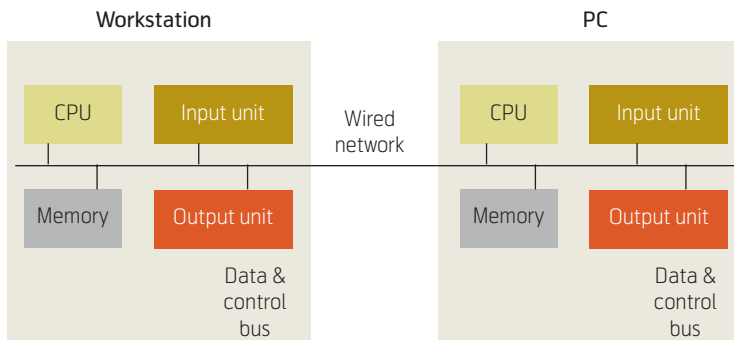 Workstation
PC
CPU
Input unit
Wired
network
CPU
Input unit
Memory
Output unit
Memory
Output unit
Data &
control
bus
Data &
control
bus